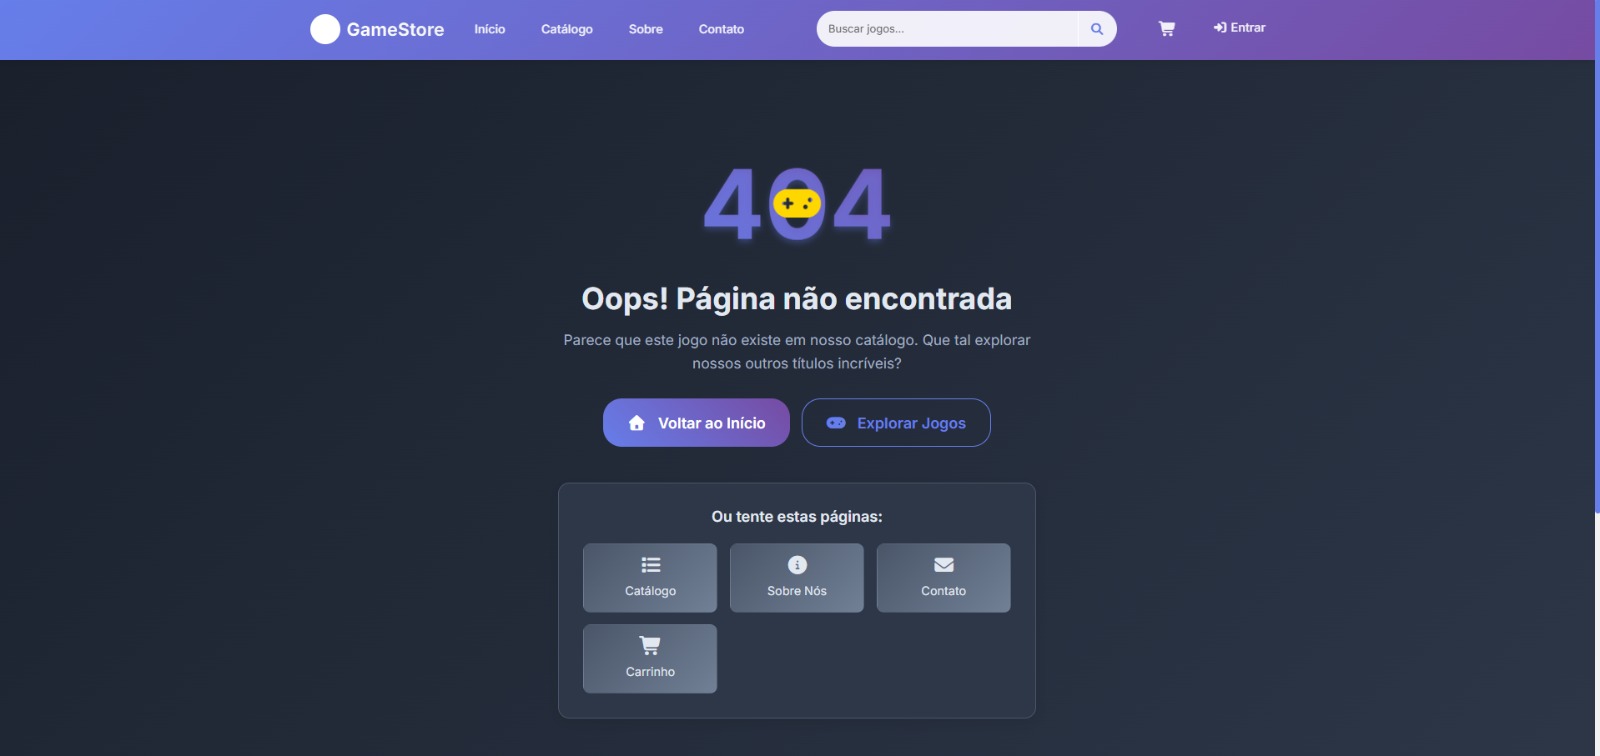 GameStore
Início
Catálogo
Sobre
Contato
Buscar jogos...
Entrar
404
Oops! Página não encontrada
Parece que este jogo não existe em nosso catálogo. Que tal explorar
nossos outros títulos incríveis?
Voltar ao Início
Explorar Jogos
Ou tente estas páginas:
Catálogo
Sobre Nós
Contato
Carrinho